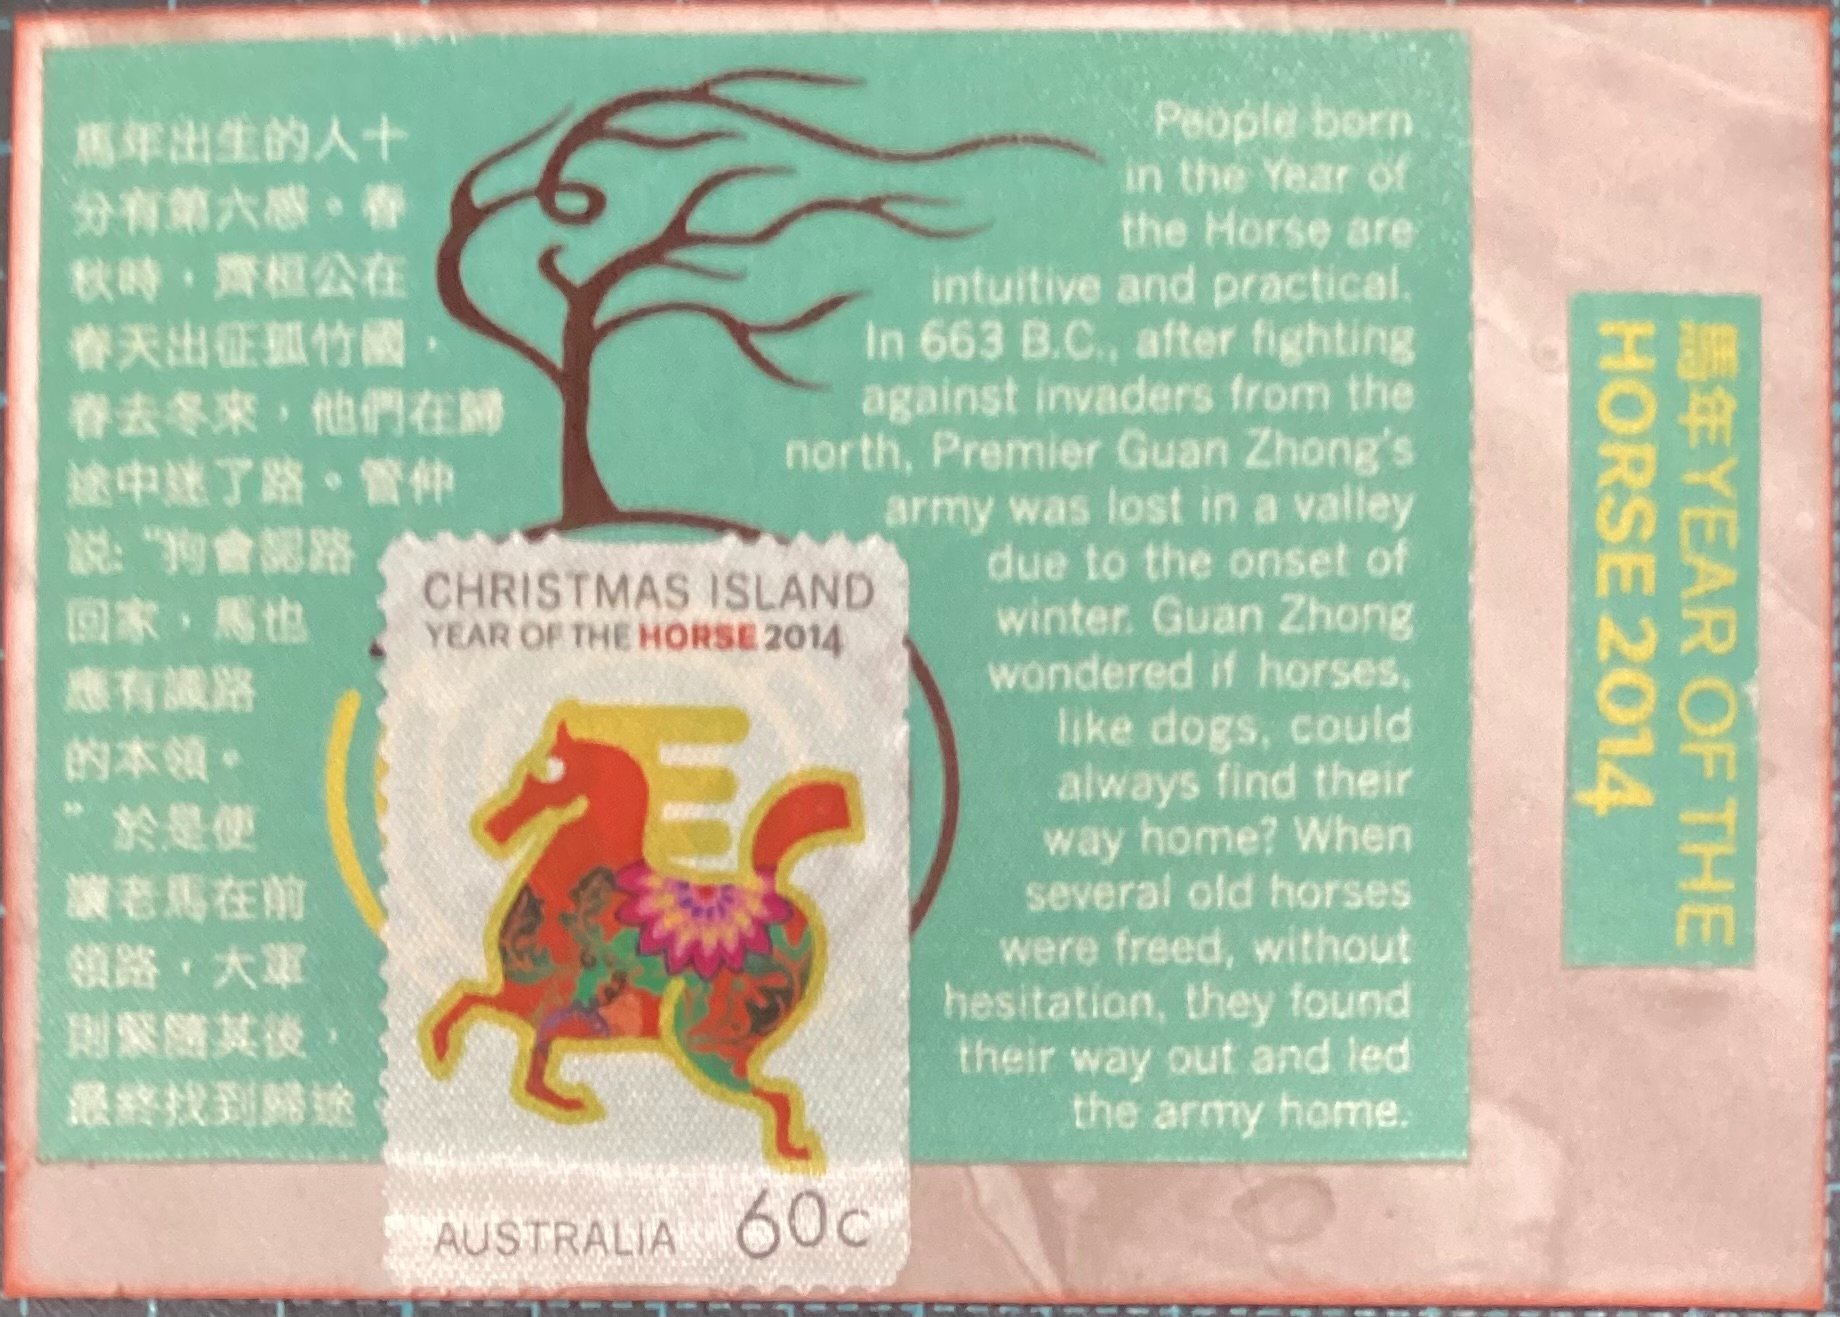 馬年出生的人十
分有第六感。春
秋時，齊桓公在
春天出征孤竹國，
春去冬來，他們在歸
途中迷了路。管仲
説: “狗會認路
回家，馬也
應有識路
的本領。
” 於是便
讓老馬在前
領路，大軍
則緊隨其後，
最終找到歸途
People born
in the Year of
the Horse are
intuitive and practical.
In 663 B.C., after fighting
against invaders from the
north, Premier Guan Zhong's
army was lost in a valley
due to the onset of
winter. Guan Zhong
wondered if horses,
like dogs, could
always find their
way home? When
several old horses
were freed, without
hesitation, they found
their way out and led
the army home.
CHRISTMAS ISLAND
YEAR OF THE HORSE 2014
AUSTRALIA 60c
馬年 YEAR OF THE
HORSE 2014